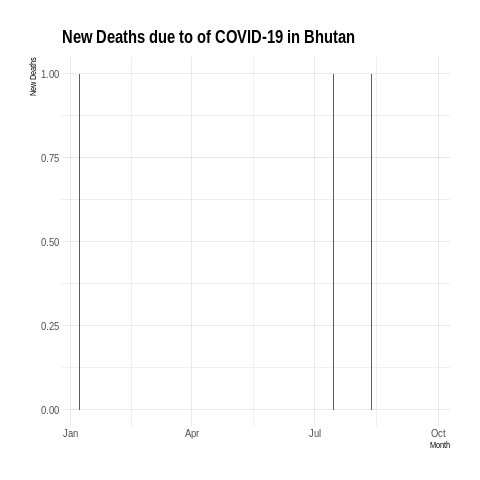 New Deaths due to of COVID-19 in Bhutan
New Deaths
1.00
0.75
0.50
0.25
0.00
Jan Apr Jul Oct
Month